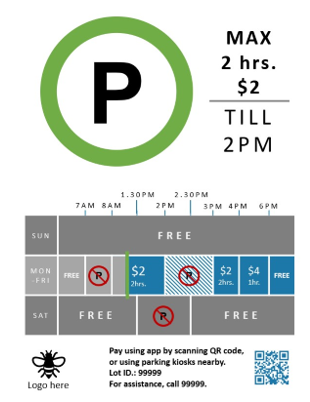 P
MAX
2 hrs.
$2
TILL
2PM
1.30PM 2.30PM
7AM 8AM 2PM 3PM 4PM 6PM
SUN FREE
MON
-FRI
FREE P $2 2hrs. P $2 2hrs. $4 1hr. FREE
SAT FREE P FREE
Pay using app by scanning QR code,
or using parking kiosks nearby.
Lot ID.: 99999
For assistance, call 99999.
Logo here